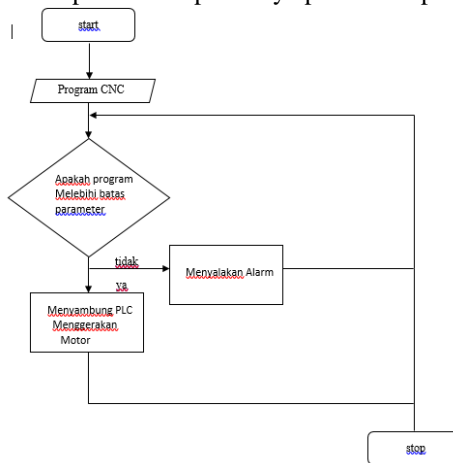 start
Program CNC
Apakah program
Melebihi batas
parameter
tidak
Menyalakan Alarm
ya
Menyambung PLC
Menggerakan
Motor
stop